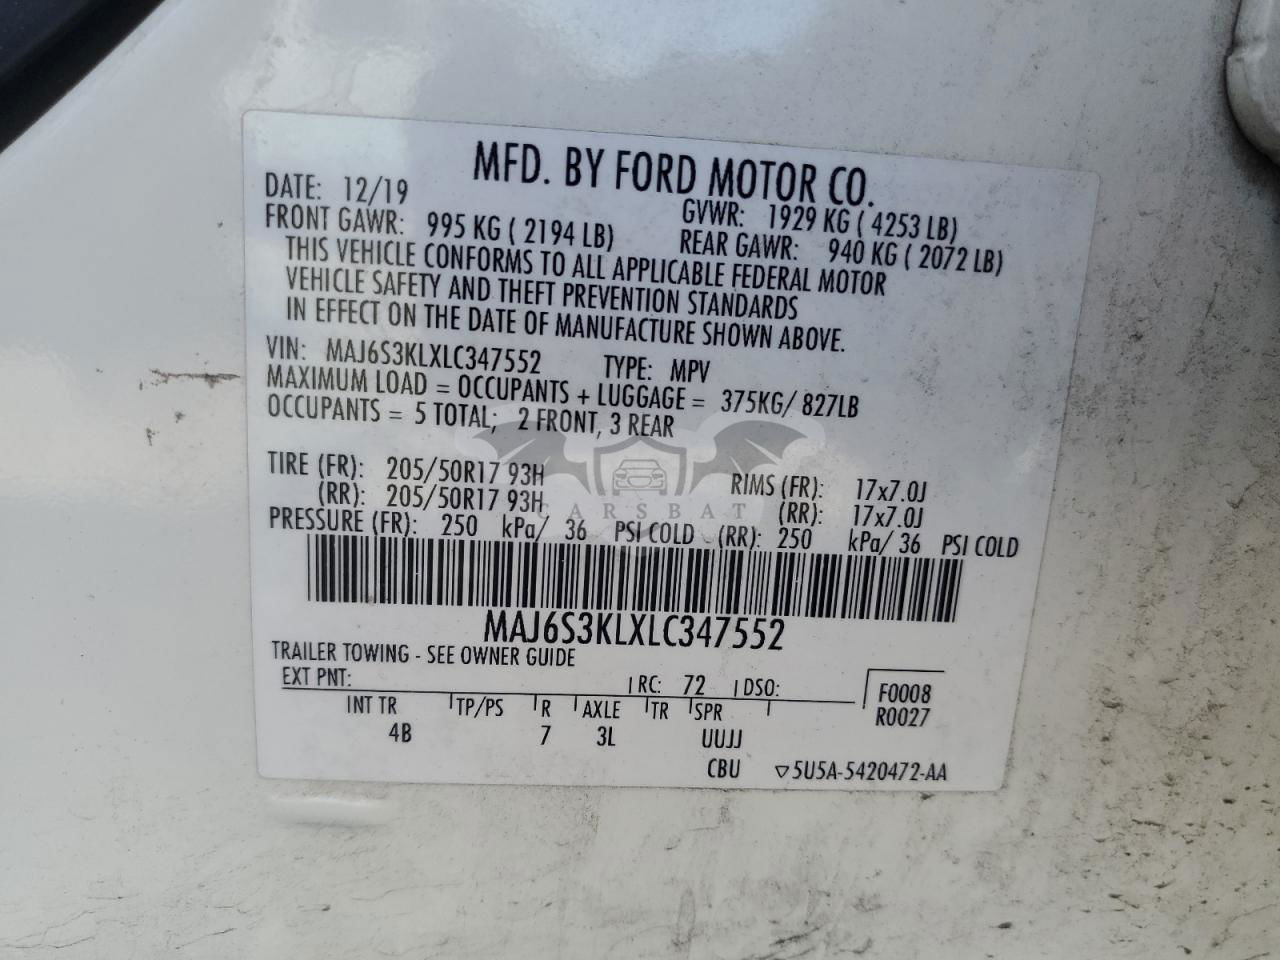 MFD. BY FORD MOTOR CO.
DATE: 12/19 GVWR: 1929 KG ( 4253 LB)
FRONT GAWR: 995 KG ( 2194 LB) REAR GAWR: 940 KG ( 2072 LB)
THIS VEHICLE CONFORMS TO ALL APPLICABLE FEDERAL MOTOR
VEHICLE SAFETY AND THEFT PREVENTION STANDARDS
IN EFFECT ON THE DATE OF MANUFACTURE SHOWN ABOVE.
VIN: MAJ6S3KLXLC347552 TYPE: MPV
MAXIMUM LOAD = OCCUPANTS + LUGGAGE = 375KG/ 827LB
OCCUPANTS = 5 TOTAL; 2 FRONT, 3 REAR
TIRE (FR): 205/50R17 93H RIMS (FR): 17x7.0J
(RR): 205/50R17 93H (RR): 17x7.0J
CARSBAT
PRESSURE (FR): 250 kPa/ 36 PSI COLD (RR): 250 kPa/ 36 PSI COLD
MAJ6S3KLXLC347552
TRAILER TOWING - SEE OWNER GUIDE
EXT PNT: RC: 72 DSO: F0008
INT TR TP/PS R AXLE TR SPR R0027
4B 7 3L UUJJ
CBU ▽5U5A-5420472-AA